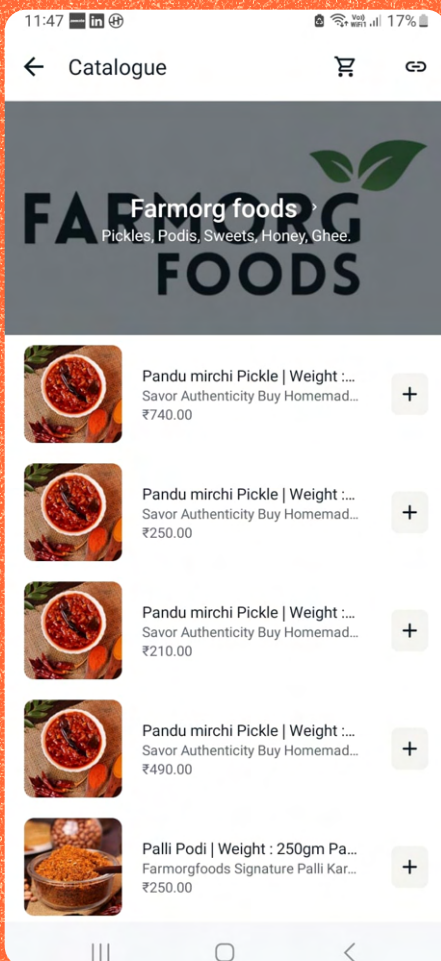 11:47
17%
Catalogue
FARMORG
FOODS
Farmorg foods
Pickles, Podis, Sweets, Honey, Ghee.
Pandu mirchi Pickle | Weight :...
Savor Authenticity Buy Homemad...
₹740.00
Pandu mirchi Pickle | Weight :...
Savor Authenticity Buy Homemad...
₹250.00
Pandu mirchi Pickle | Weight :...
Savor Authenticity Buy Homemad...
₹210.00
Pandu mirchi Pickle | Weight :...
Savor Authenticity Buy Homemad...
₹490.00
Palli Podi | Weight : 250gm Pa...
Farmorgfoods Signature Palli Kar...
₹250.00